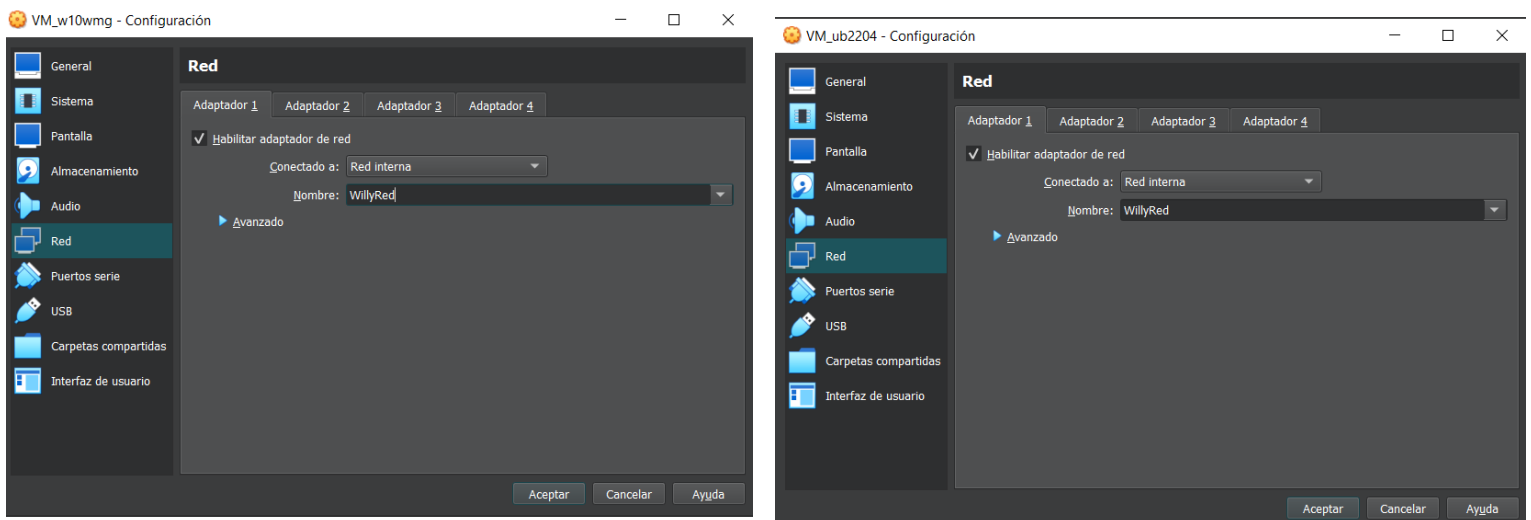 VM_w10wmg - Configuración
General
Sistema
Pantalla
Almacenamiento
Audio
Red
Puertos serie
USB
Carpetas compartidas
Interfaz de usuario
Red
Adaptador 1 Adaptador 2 Adaptador 3 Adaptador 4
Habilitar adaptador de red
Conectado a: Red interna
Nombre: WillyRed
Avanzado
Aceptar Cancelar Ayuda
VM_ub2204 - Configuración
General
Sistema
Pantalla
Almacenamiento
Audio
Red
Puertos serie
USB
Carpetas compartidas
Interfaz de usuario
Red
Adaptador 1 Adaptador 2 Adaptador 3 Adaptador 4
Habilitar adaptador de red
Conectado a: Red interna
Nombre: WillyRed
Avanzado
Aceptar Cancelar Ayuda